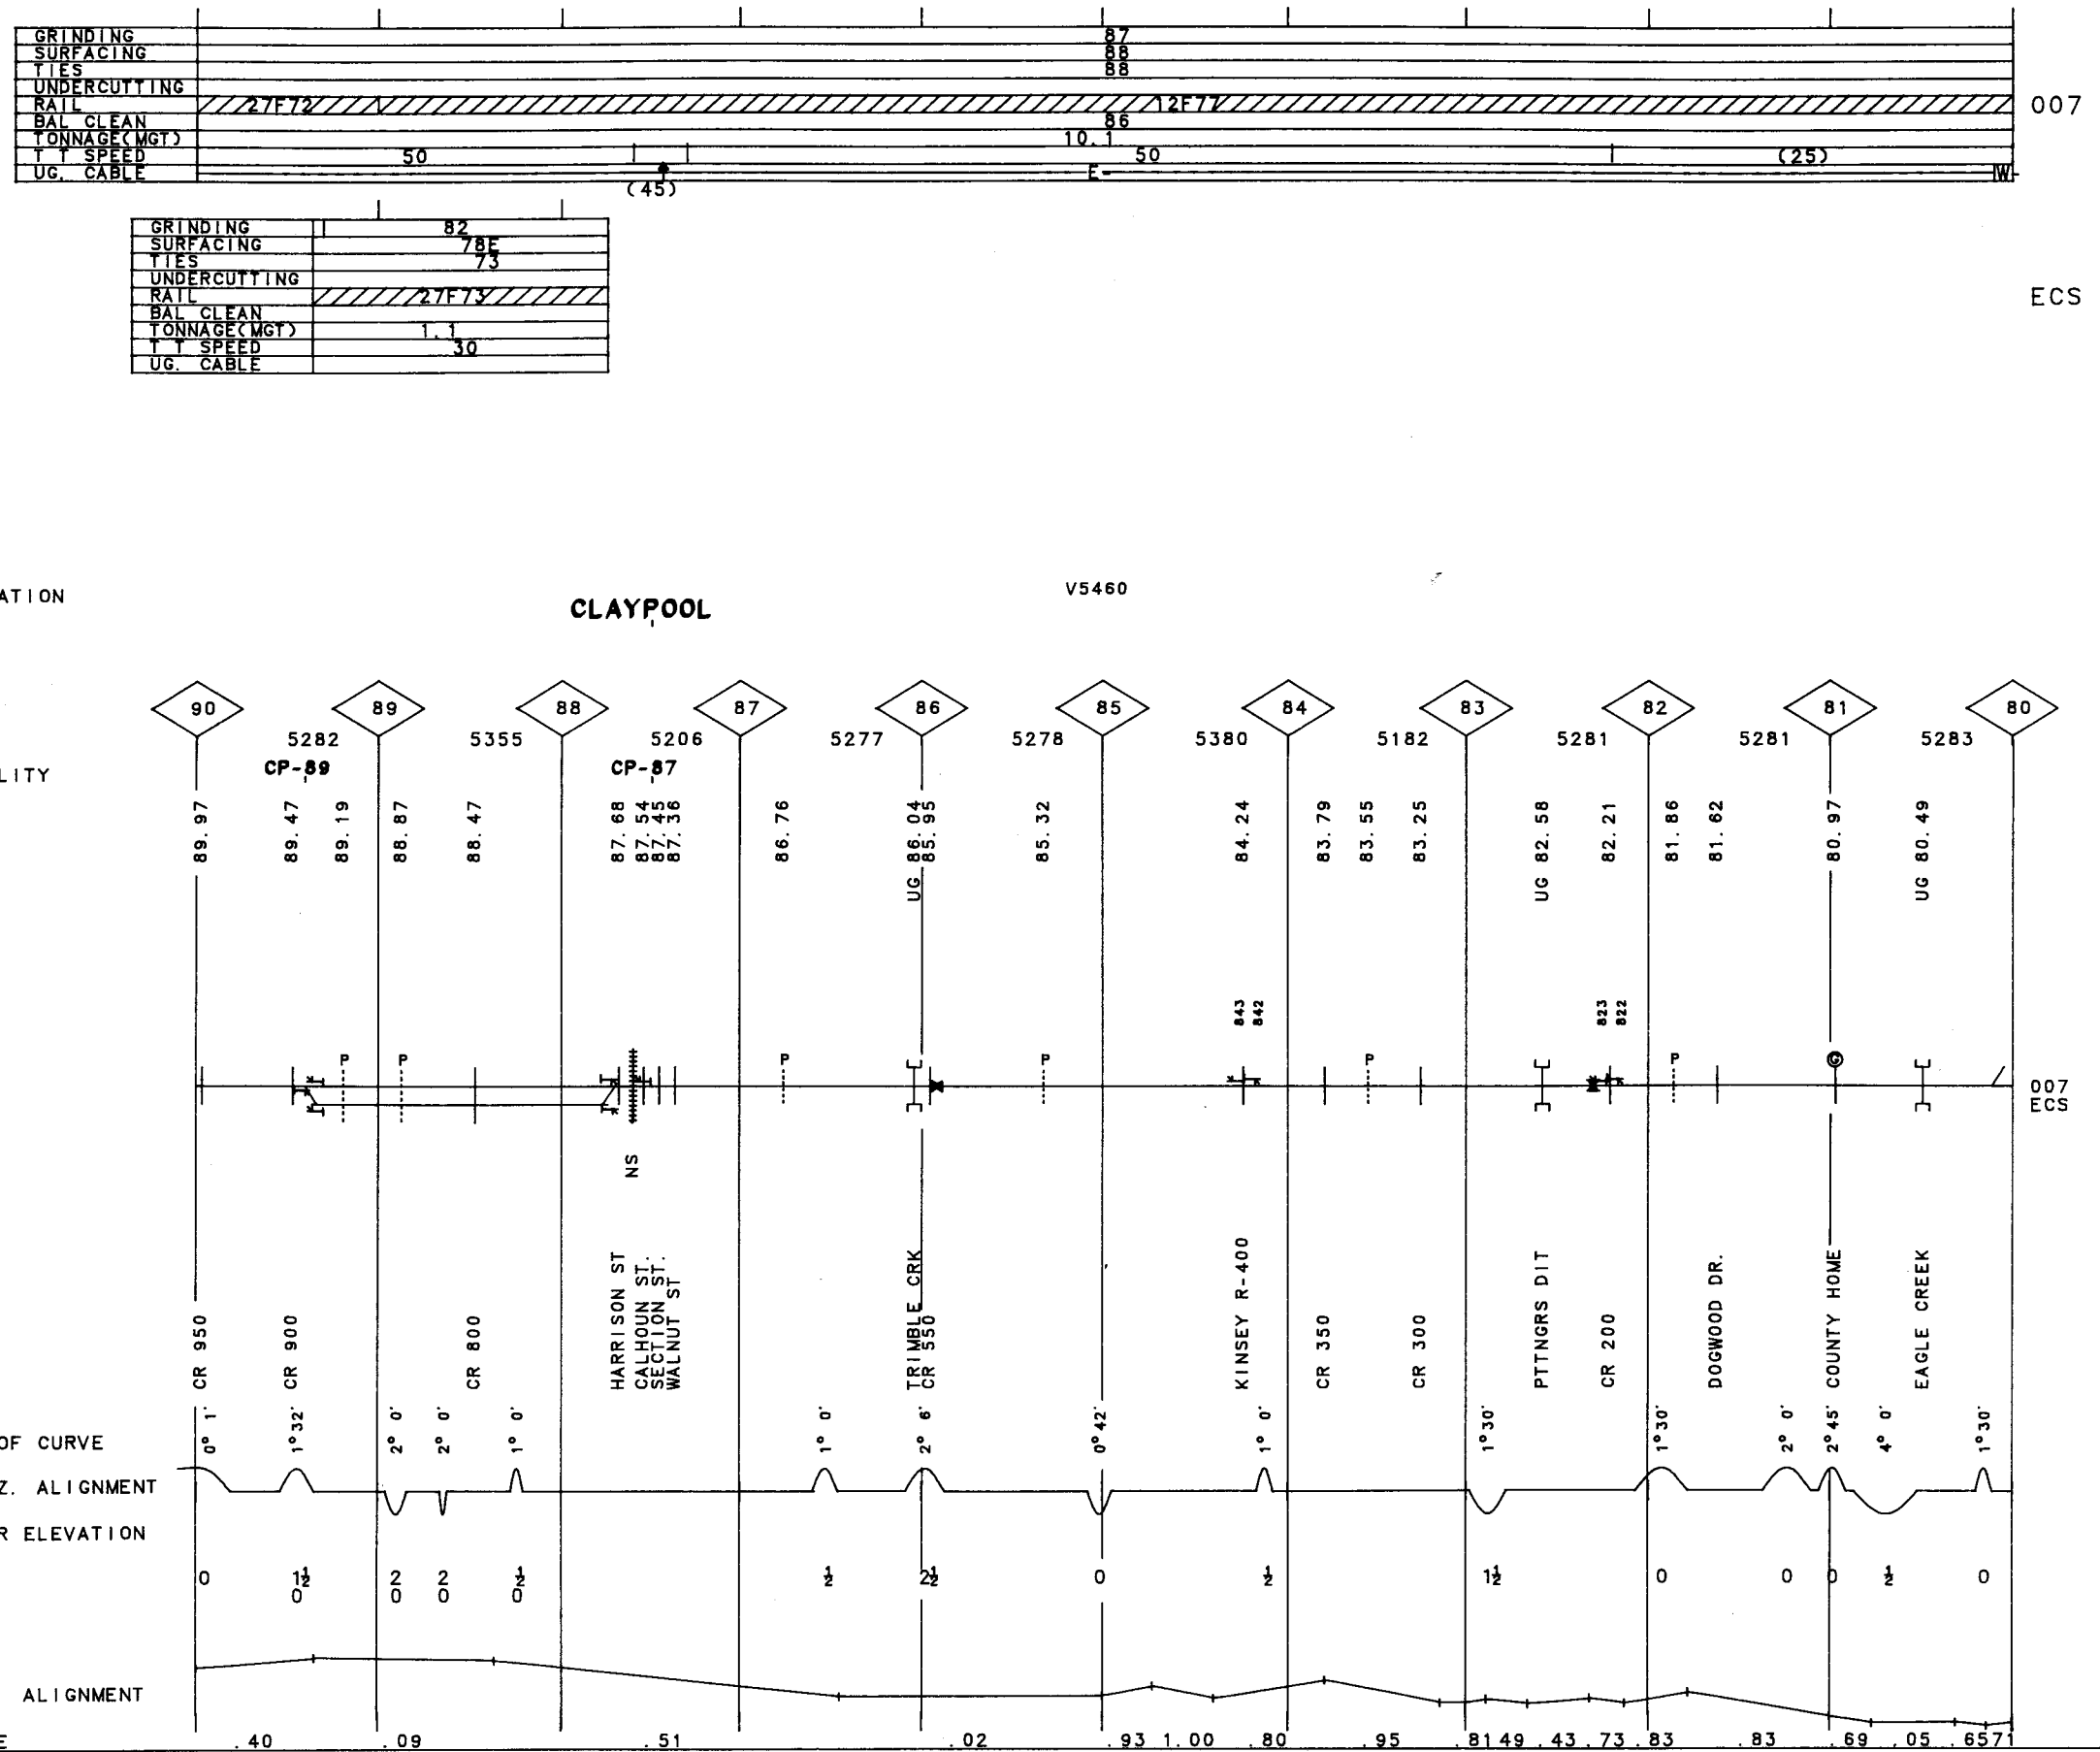 GRINDING 87
SURFACING 88
TIES 88
UNDERCUTTING
RAIL 27F72 12F77 007
BAL CLEAN 86
TONNAGE(MGT) 10.1
T T SPEED 50 50 (25)
UG. CABLE E W
(45)
GRINDING 82
SURFACING 78E
TIES 73
UNDERCUTTING
RAIL 27F73 ECS
BAL CLEAN
TONNAGE(MGT) 1.1
T T SPEED 30
UG. CABLE
ATION CLAYPOOL V5460
90 89 88 87 86 85 84 83 82 81 80
5282 5355 5206 5277 5278 5380 5182 5281 5281 5283
LITY CP-89 CP-87
89.97 89.47 89.19 88.87 88.47 87.68 87.54 87.45 87.36 86.76 UG 86.04 85.95 85.32 84.24 83.79 83.55 83.25 UG 82.58 82.21 81.86 81.62 80.97 UG 80.49
843 842 823 822
P P P P P P G
007
ECS
NS
CR 950 CR 900 CR 800 HARRISON ST CALHOUN ST. SECTION ST. WALNUT ST TRIMBLE CRK CR 550 KINSEY R-400 CR 350 CR 300 PTTNGRS DIT CR 200 DOGWOOD DR. COUNTY HOME EAGLE CREEK
OF CURVE 0° 1' 1°32' 2° 0' 2° 0' 1° 0' 1° 0' 2° 6' 0°42' 1° 0' 1°30' 1°30' 2° 0' 2°45' 4° 0' 1°30'
Z. ALIGNMENT
R ELEVATION
0 1½ 2 2 ½ ½ 2½ 0 ½ 1½ 0 0 0 ½ 0
0 0 0 0
ALIGNMENT
E .40 .09 .51 .02 .93 1.00 .80 .95 .81 49 .43 .73 .83 .83 .69 .05 .65 71